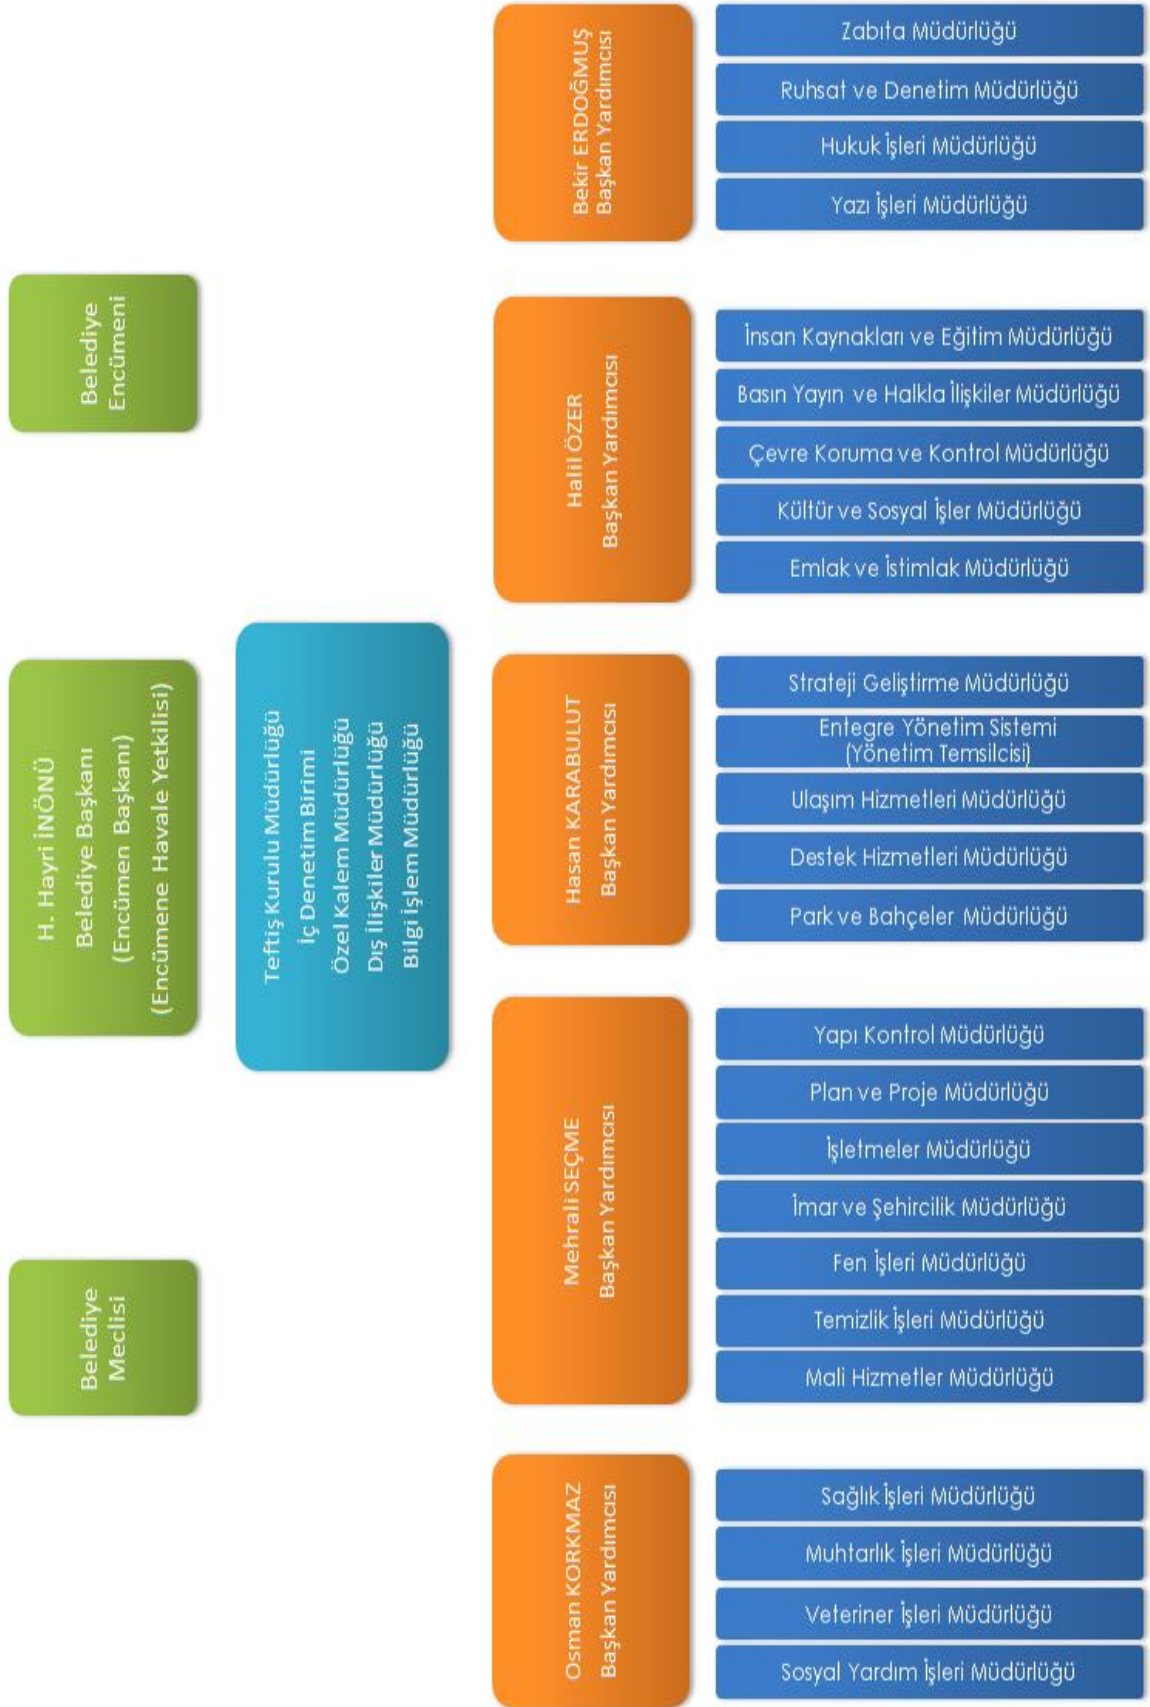 Belediye
Meclisi
H. Hayri İNÖNÜ
Belediye Başkanı
(Encümen Başkanı)
(Encümene Havale Yetkilisi)
Belediye
Encümeni
Teftiş Kurulu Müdürlüğü
İç Denetim Birimi
Özel Kalem Müdürlüğü
Dış İlişkiler Müdürlüğü
Bilgi İşlem Müdürlüğü
Osman KORKMAZ
Başkan Yardımcısı
Sağlık İşleri Müdürlüğü
Muhtarlık İşleri Müdürlüğü
Veteriner İşleri Müdürlüğü
Sosyal Yardım İşleri Müdürlüğü
Mehrali SEÇME
Başkan Yardımcısı
Yapı Kontrol Müdürlüğü
Plan ve Proje Müdürlüğü
İşletmeler Müdürlüğü
İmar ve Şehircilik Müdürlüğü
Fen İşleri Müdürlüğü
Temizlik İşleri Müdürlüğü
Mali Hizmetler Müdürlüğü
Hasan KARABULUT
Başkan Yardımcısı
Strateji Geliştirme Müdürlüğü
Entegre Yönetim Sistemi
(Yönetim Temsilcisi)
Ulaşım Hizmetleri Müdürlüğü
Destek Hizmetleri Müdürlüğü
Park ve Bahçeler Müdürlüğü
Halil ÖZER
Başkan Yardımcısı
İnsan Kaynakları ve Eğitim Müdürlüğü
Basın Yayın ve Halkla İlişkiler Müdürlüğü
Çevre Koruma ve Kontrol Müdürlüğü
Kültür ve Sosyal İşler Müdürlüğü
Emlak ve İstimlak Müdürlüğü
Bekir ERDOĞMUŞ
Başkan Yardımcısı
Zabıta Müdürlüğü
Ruhsat ve Denetim Müdürlüğü
Hukuk İşleri Müdürlüğü
Yazı İşleri Müdürlüğü